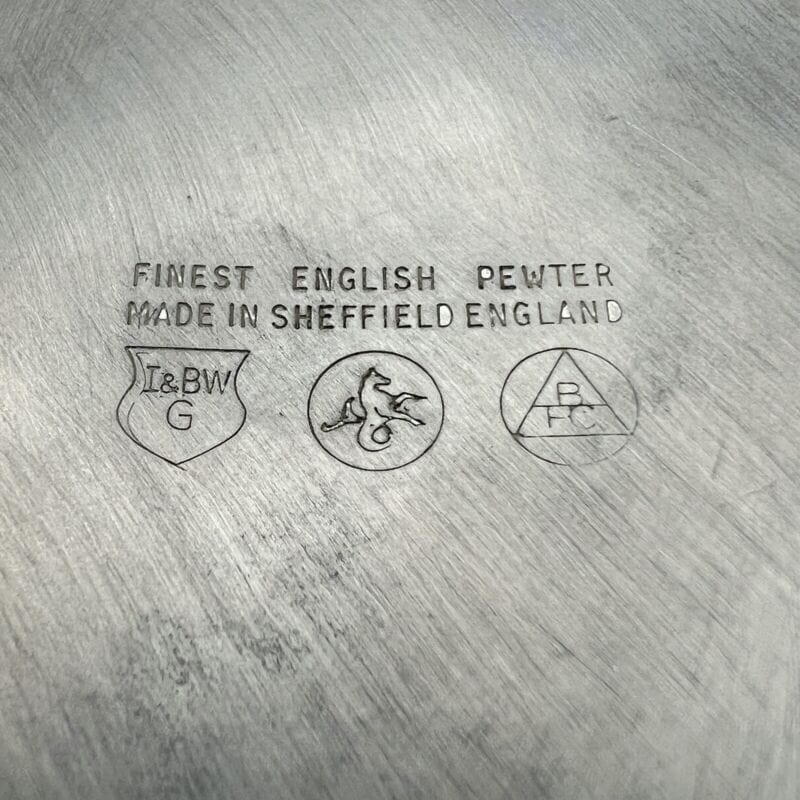 FINEST ENGLISH PEWTER
MADE IN SHEFFIELD ENGLAND
I&BW
G
B
FC